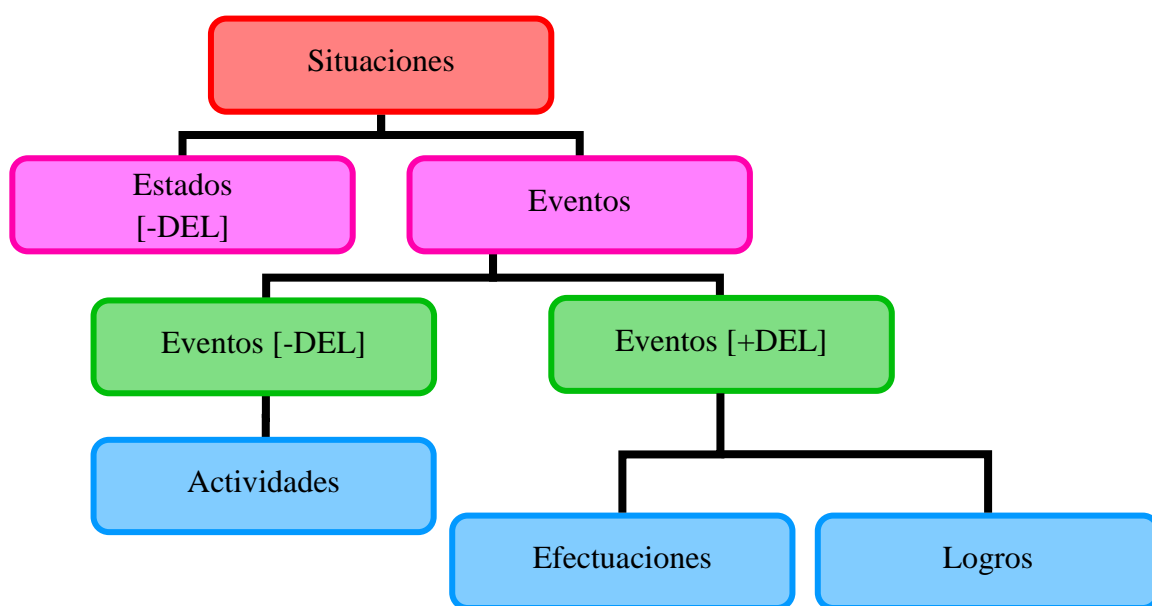 Situaciones
Estados
[-DEL]
Eventos
Eventos [-DEL]
Eventos [+DEL]
Actividades
Efectuaciones
Logros